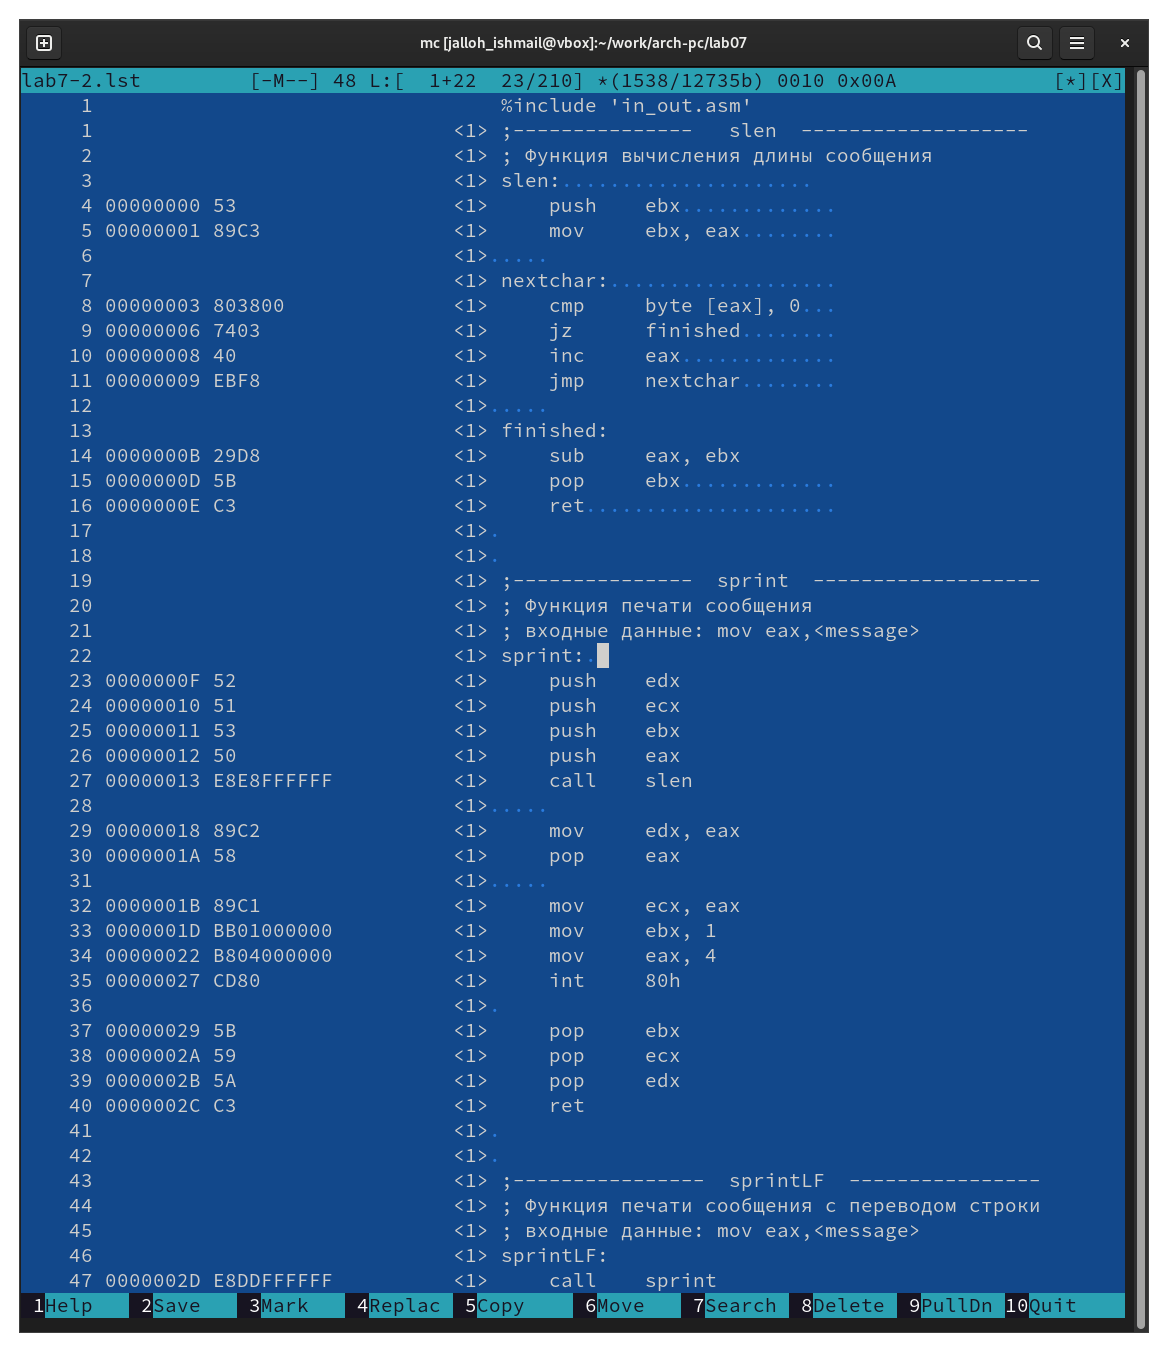 mc [jalloh_ishmail@vbox]:~/work/arch-pc/lab07
lab7-2.lst         [-M--] 48 L:[  1+22  23/210] *(1538/12735b) 0010 0x00A             [*][X]
     1                                  %include 'in_out.asm'
     1                              <1> ;---------------   slen  -------------------
     2                              <1> ; Функция вычисления длины сообщения
     3                              <1> slen:.....................
     4 00000000 53                  <1>     push    ebx.............
     5 00000001 89C3                <1>     mov     ebx, eax........
     6                              <1>.....
     7                              <1> nextchar:...................
     8 00000003 803800              <1>     cmp     byte [eax], 0...
     9 00000006 7403                <1>     jz      finished........
    10 00000008 40                  <1>     inc     eax.............
    11 00000009 EBF8                <1>     jmp     nextchar........
    12                              <1>.....
    13                              <1> finished:
    14 0000000B 29D8                <1>     sub     eax, ebx
    15 0000000D 5B                  <1>     pop     ebx.............
    16 0000000E C3                  <1>     ret.....................
    17                              <1>.
    18                              <1>.
    19                              <1> ;---------------  sprint  -------------------
    20                              <1> ; Функция печати сообщения
    21                              <1> ; входные данные: mov eax,<message>
    22                              <1> sprint:.
    23 0000000F 52                  <1>     push    edx
    24 00000010 51                  <1>     push    ecx
    25 00000011 53                  <1>     push    ebx
    26 00000012 50                  <1>     push    eax
    27 00000013 E8E8FFFFFF          <1>     call    slen
    28                              <1>.....
    29 00000018 89C2                <1>     mov     edx, eax
    30 0000001A 58                  <1>     pop     eax
    31                              <1>.....
    32 0000001B 89C1                <1>     mov     ecx, eax
    33 0000001D BB01000000          <1>     mov     ebx, 1
    34 00000022 B804000000          <1>     mov     eax, 4
    35 00000027 CD80                <1>     int     80h
    36                              <1>.
    37 00000029 5B                  <1>     pop     ebx
    38 0000002A 59                  <1>     pop     ecx
    39 0000002B 5A                  <1>     pop     edx
    40 0000002C C3                  <1>     ret
    41                              <1>.
    42                              <1>.
    43                              <1> ;----------------  sprintLF  ----------------
    44                              <1> ; Функция печати сообщения с переводом строки
    45                              <1> ; входные данные: mov eax,<message>
    46                              <1> sprintLF:
    47 0000002D E8DDFFFFFF          <1>     call    sprint
 1Help    2Save    3Mark    4Replac  5Copy    6Move    7Search  8Delete  9PullDn 10Quit